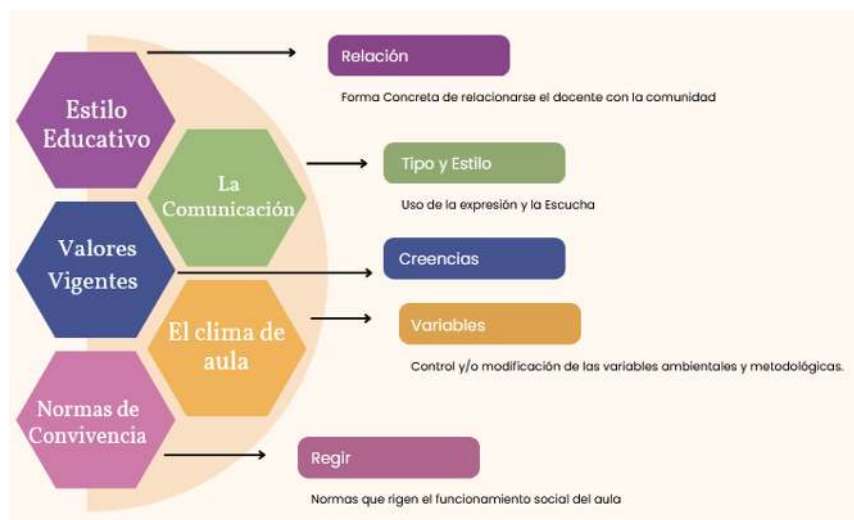 Estilo
Educativo
Relación
Forma Concreta de relacionarse el docente con la comunidad
La
Comunicación
Tipo y Estilo
Uso de la expresión y la Escucha
Valores
Vigentes
Creencias
El clima de
aula
Variables
Control y/o modificación de las variables ambientales y metodológicas.
Normas de
Convivencia
Regir
Normas que rigen el funcionamiento social del aula